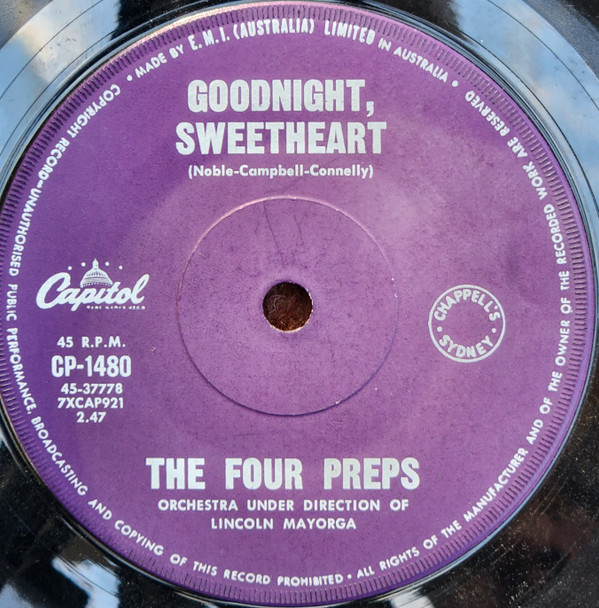 • MADE BY E.M.I. (AUSTRALIA) LIMITED IN AUSTRALIA •
GOODNIGHT,
SWEETHEART
(Noble-Campbell-Connelly)
Capitol
45 R.P.M.
CP-1480
45-37778
7XCAP921
2.47
CHAPPELL'S
SYDNEY
THE FOUR PREPS
ORCHESTRA UNDER DIRECTION OF
LINCOLN MAYORGA
COPYRIGHT RECORD—UNAUTHORISED PUBLIC PERFORMANCE, BROADCASTING AND COPYING OF THIS RECORD PROHIBITED • ALL RIGHTS OF THE MANUFACTURER AND OF THE OWNER OF THE RECORDED WORK ARE RESERVED